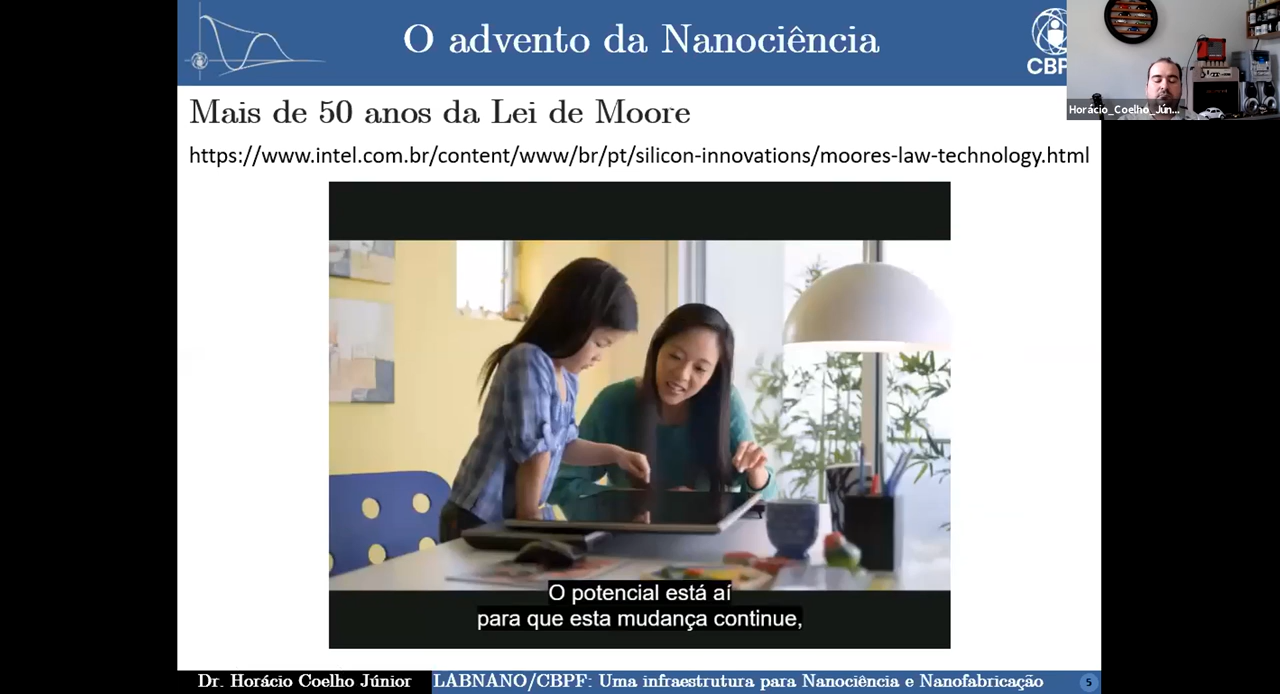 O advento da Nanociência
CBPF
Horácio_Coelho_Jún...
Mais de 50 anos da Lei de Moore
https://www.intel.com.br/content/www/br/pt/silicon-innovations/moores-law-technology.html
O potencial está aí
para que esta mudança continue,
Dr. Horácio Coelho Júnior
LABNANO/CBPF: Uma infraestrutura para Nanociência e Nanofabricação
5